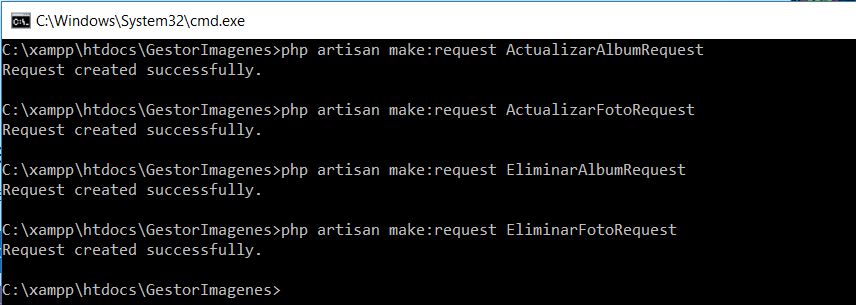 C:\Windows\System32\cmd.exe
C:\xampp\htdocs\GestorImagenes>php artisan make:request ActualizarAlbumRequest
Request created successfully.
C:\xampp\htdocs\GestorImagenes>php artisan make:request ActualizarFotoRequest
Request created successfully.
C:\xampp\htdocs\GestorImagenes>php artisan make:request EliminarAlbumRequest
Request created successfully.
C:\xampp\htdocs\GestorImagenes>php artisan make:request EliminarFotoRequest
Request created successfully.
C:\xampp\htdocs\GestorImagenes>